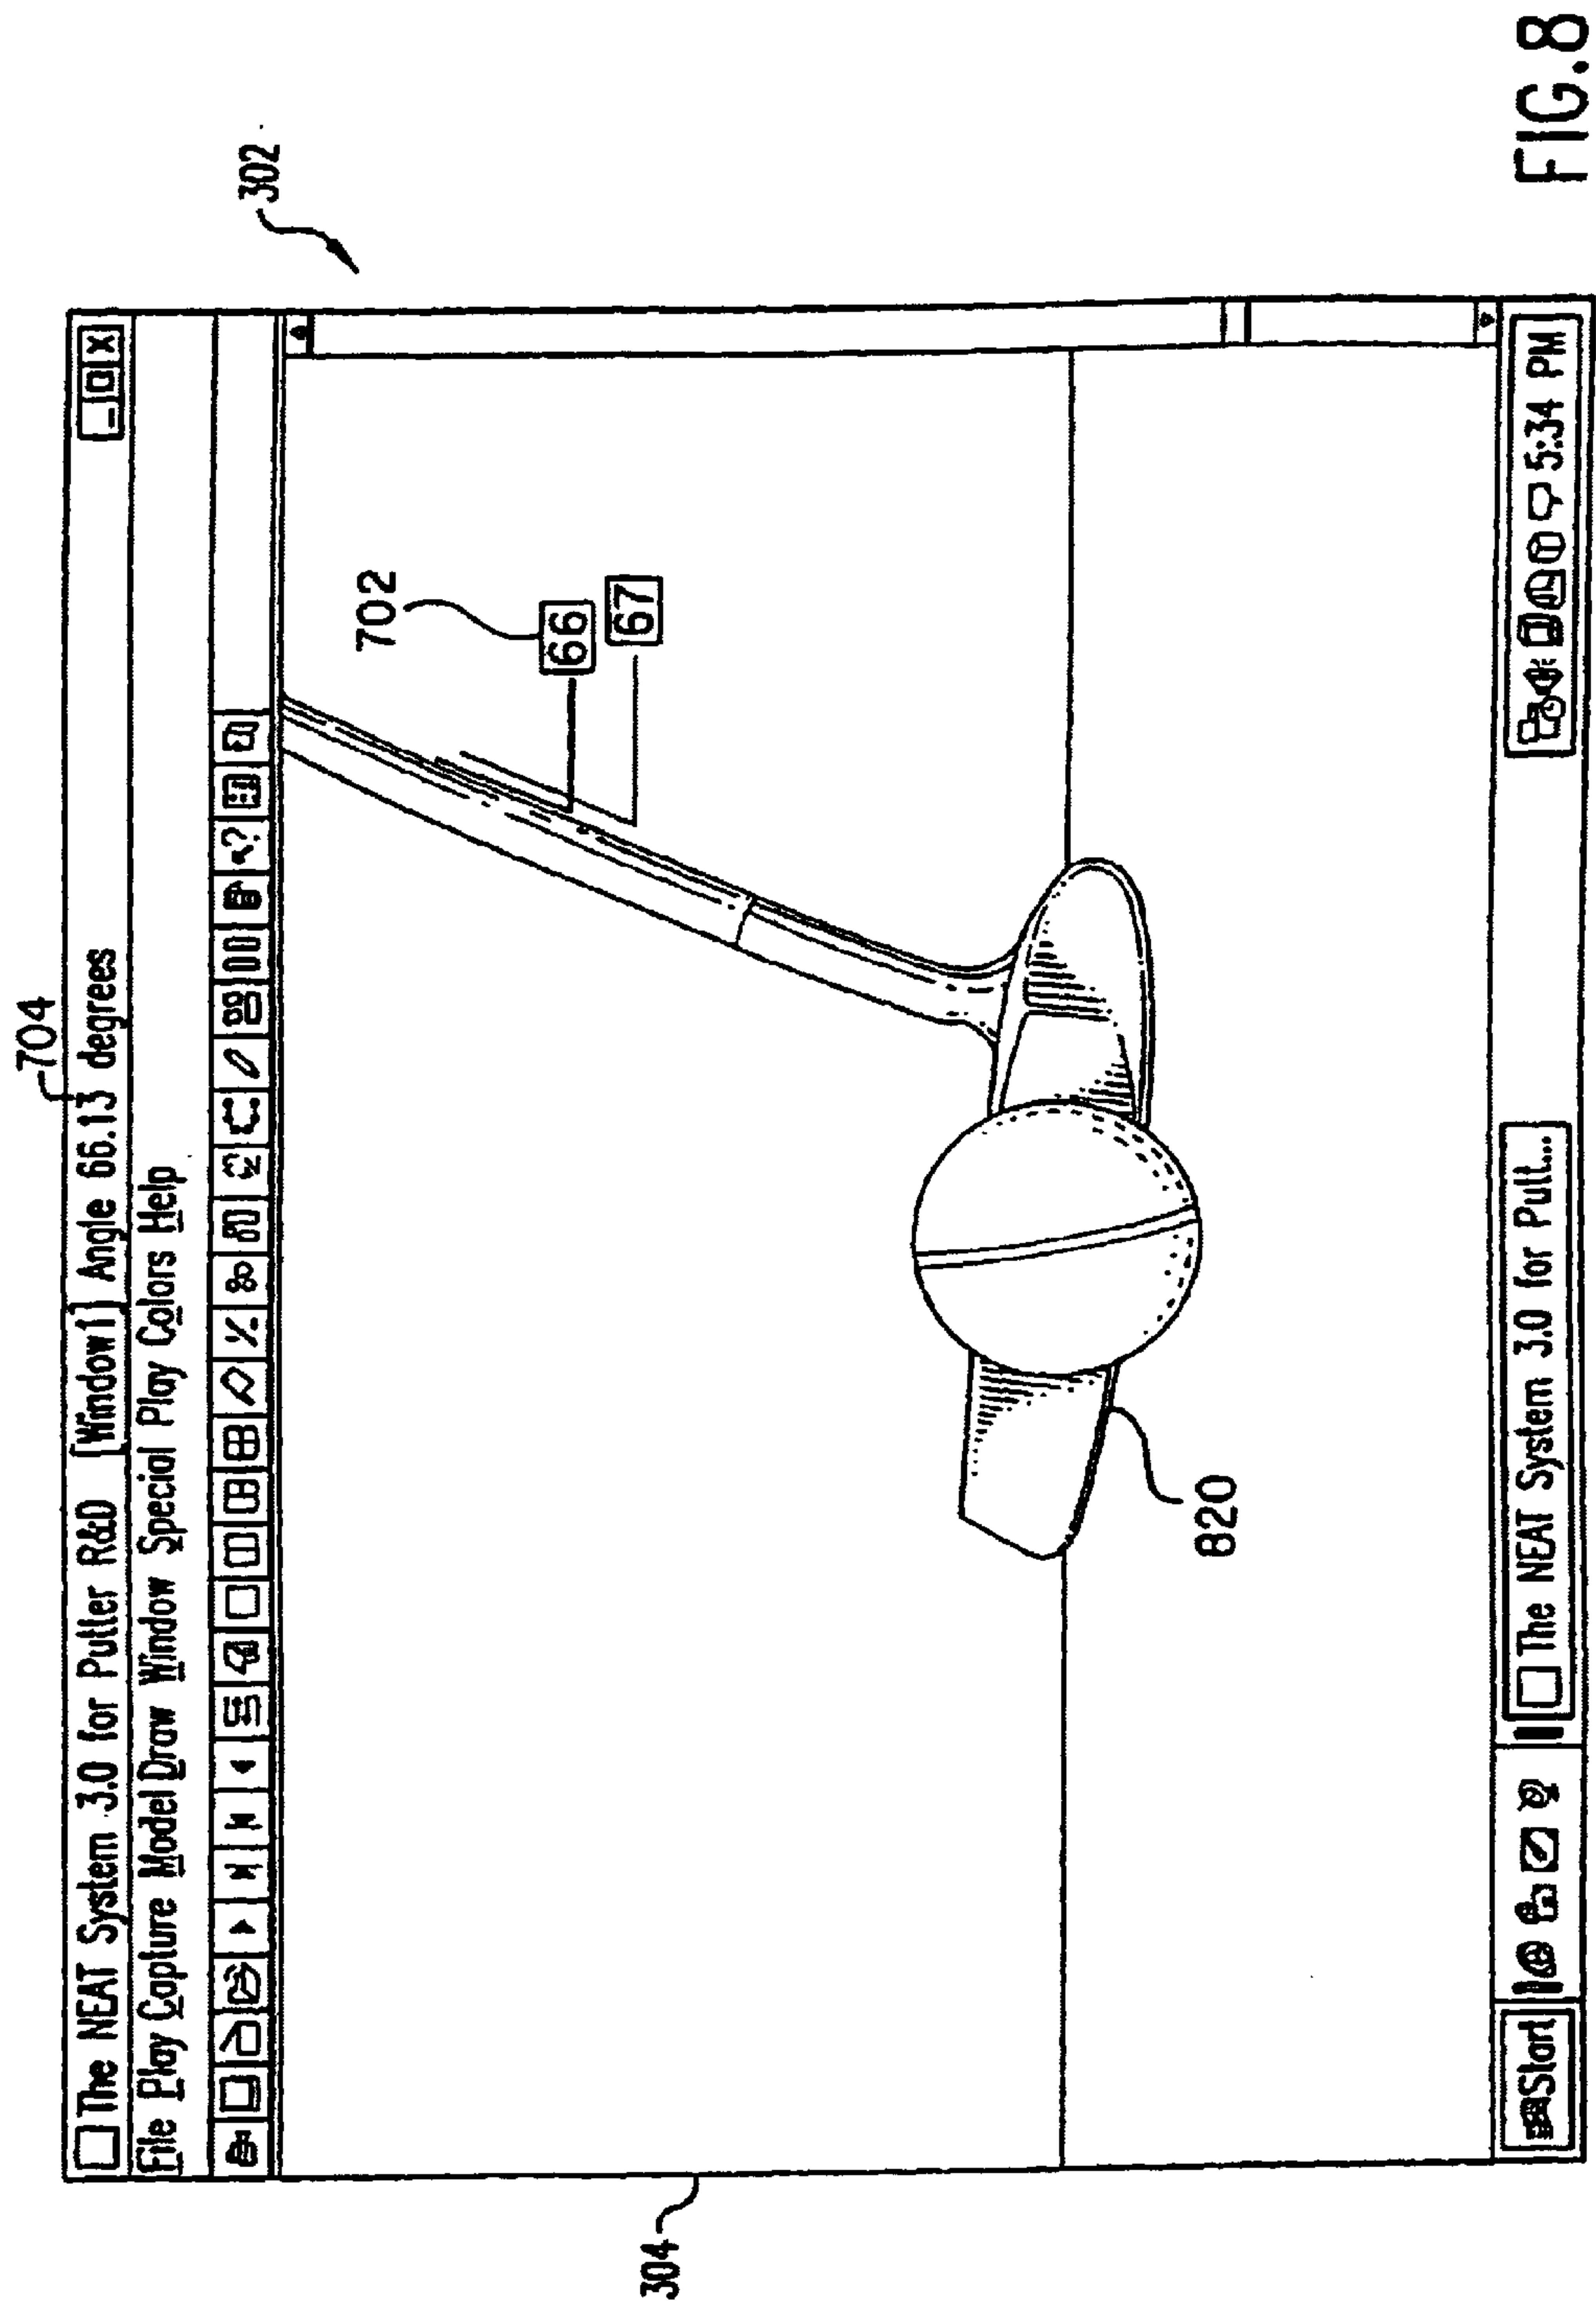 704
The NEAT System 3.0 for Putter R&D [Window1] Angle 66.13 degrees
File Play Capture Model Draw Window Special Play Colors Help
302
702
66
67
304
820
Start
The NEAT System 3.0 for Putt...
5:34 PM
FIG.8